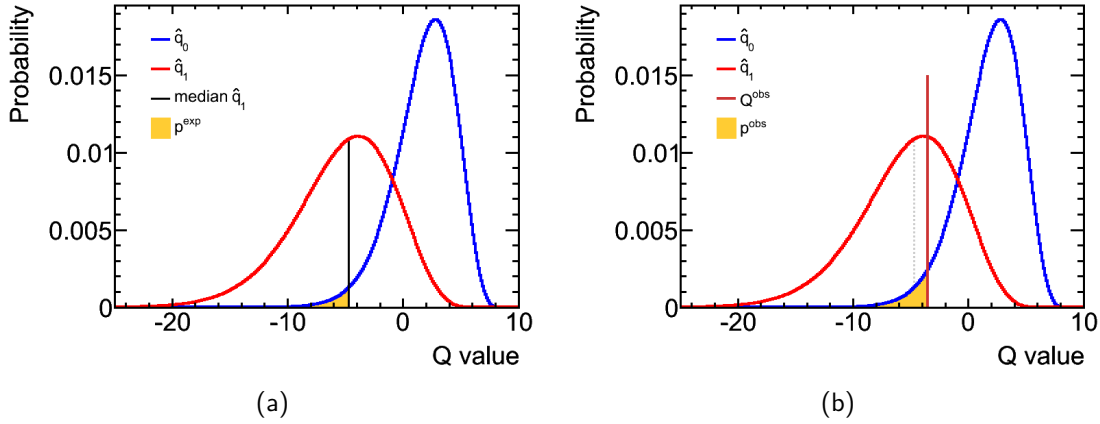 Probability
0.015
0.01
0.005
0
q̂₀
q̂₁
median q̂₁
p^exp
-20 -10 0 10
Q value
(a)
Probability
0.015
0.01
0.005
0
q̂₀
q̂₁
Q^obs
p^obs
-20 -10 0 10
Q value
(b)